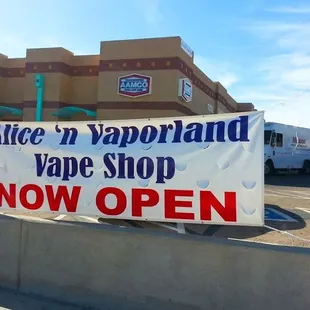 AAMCO
Alice 'n Vaporland
Vape Shop
NOW OPEN